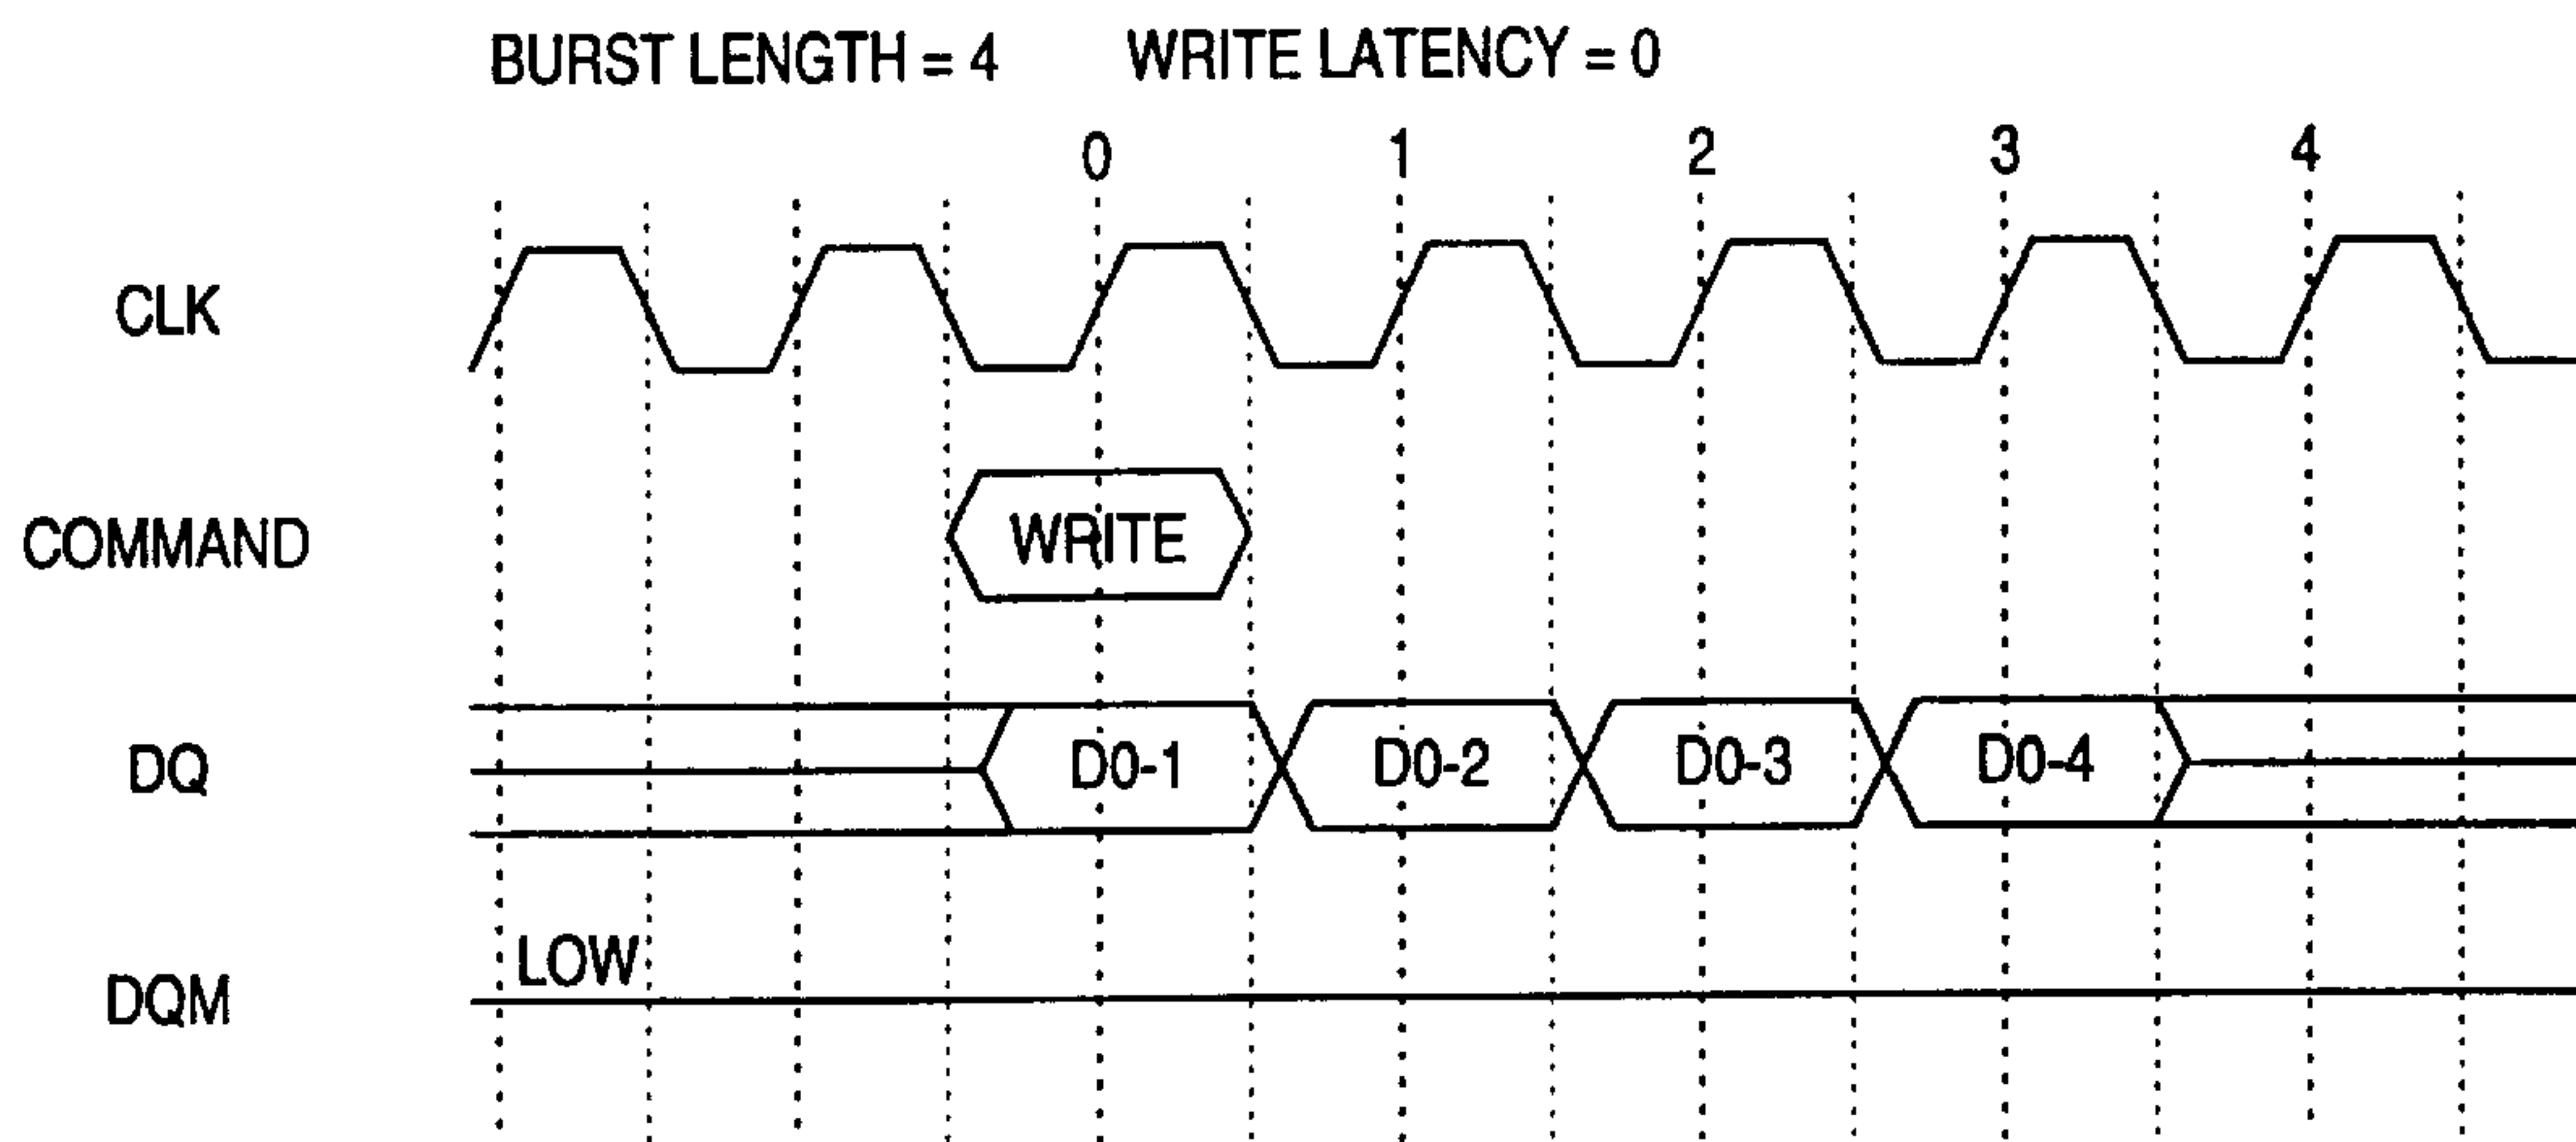 BURST LENGTH = 4 WRITE LATENCY = 0
0 1 2 3 4
CLK
COMMAND WRITE
DQ D0-1 D0-2 D0-3 D0-4
LOW
DQM